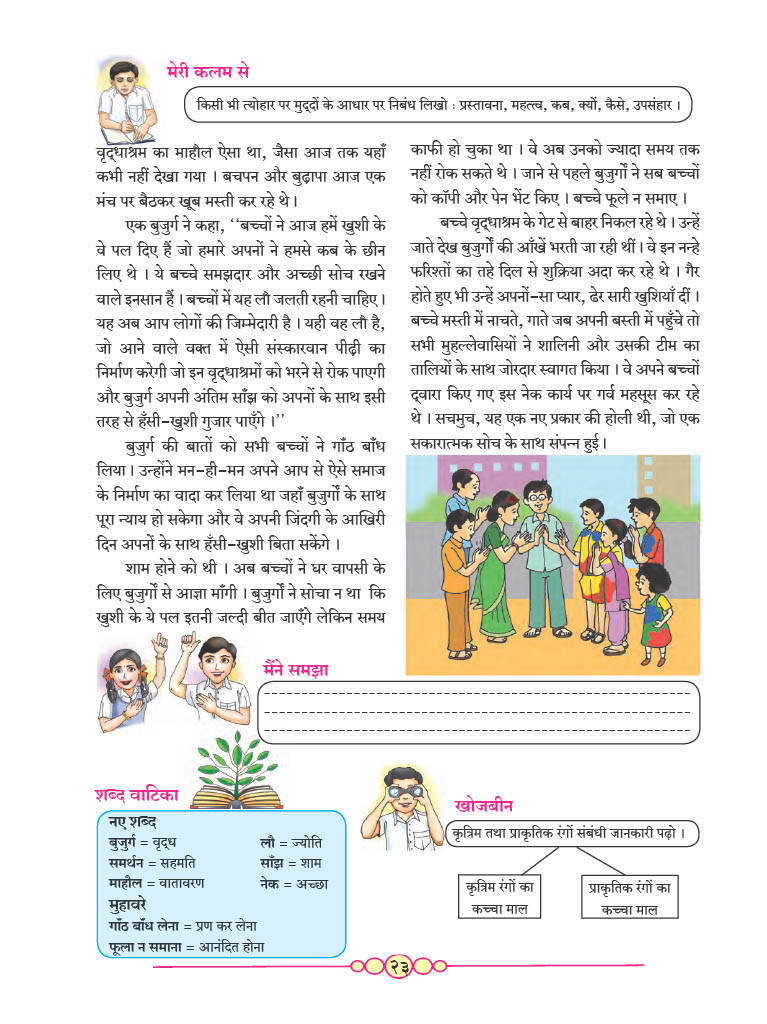 मेरी कलम से
किसी भी त्योहार पर मुद्‌दों के आधार पर निबंध लिखो : प्रस्तावना, महत्त्व, कब, क्यों, कैसे, उपसंहार ।
वृद्‌धाश्रम का माहौल ऐसा था, जैसा आज तक यहाँ
कभी नहीं देखा गया । बचपन और बुढ़ापा आज एक
मंच पर बैठकर खूब मस्ती कर रहे थे ।
एक बुजुर्ग ने कहा, ‘‘बच्चों ने आज हमें खुशी के
वे पल दिए हैं जो हमारे अपनों ने हमसे कब के छीन
लिए थे । ये बच्चे समझदार और अच्छी सोच रखने
वाले इनसान हैं । बच्चों में यह लौ जलती रहनी चाहिए ।
यह अब आप लोगों की जिम्मेदारी है । यही वह लौ है,
जो आने वाले वक्त में ऐसी संस्कारवान पीढ़ी का
निर्माण करेगी जो इन वृद्‌धाश्रमों को भरने से रोक पाएगी
और बुजुर्ग अपनी अंतिम साँझ को अपनों के साथ इसी
तरह से हँसी-खुशी गुजार पाएँगे ।’’
बुजुर्ग की बातों को सभी बच्चों ने गाँठ बाँध
लिया । उन्होंने मन-ही-मन अपने आप से ऐसे समाज
के निर्माण का वादा कर लिया था जहाँ बुजुर्गों के साथ
पूरा न्याय हो सकेगा और वे अपनी जिंदगी के आखिरी
दिन अपनों के साथ हँसी-खुशी बिता सकेंगे ।
शाम होने को थी । अब बच्चों ने घर वापसी के
लिए बुजुर्गों से आज्ञा माँगी । बुजुर्गों ने सोचा न था कि
खुशी के ये पल इतनी जल्दी बीत जाएँगे लेकिन समय
काफी हो चुका था । वे अब उनको ज्यादा समय तक
नहीं रोक सकते थे । जाने से पहले बुजुर्गों ने सब बच्चों
को कॉपी और पेन भेंट किए । बच्चे फूले न समाए ।
बच्चे वृद्‌धाश्रम के गेट से बाहर निकल रहे थे । उन्हें
जाते देख बुजुर्गों की आँखें भरती जा रही थीं । वे इन नन्हे
फरिश्तों का तहे दिल से शुक्रिया अदा कर रहे थे । गैर
होते हुए भी उन्हें अपनों-सा प्यार, ढेर सारी खुशियाँ दीं ।
बच्चे मस्ती में नाचते, गाते जब अपनी बस्ती में पहुँचे तो
सभी मुहल्लेवासियों ने शालिनी और उसकी टीम का
तालियों के साथ जोरदार स्वागत किया । वे अपने बच्चों
द्‌वारा किए गए इस नेक कार्य पर गर्व महसूस कर रहे
थे । सचमुच, यह एक नए प्रकार की होली थी, जो एक
सकारात्मक सोच के साथ संपन्न हुई ।
मैंने समझा
शब्द वाटिका
नए शब्द
बुजुर्ग = वृद्‌ध
समर्थन = सहमति
माहौल = वातावरण
लौ = ज्योति
साँझ = शाम
नेक = अच्छा
मुहावरे
गाँठ बाँध लेना = प्रण कर लेना
फूला न समाना = आनंदित होना
खोजबीन
कृत्रिम तथा प्राकृतिक रंगों संबंधी जानकारी पढ़ो ।
कृत्रिम रंगों का
कच्चा माल
प्राकृतिक रंगों का
कच्चा माल
२३